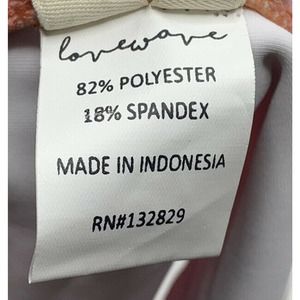 lovewave
82% POLYESTER
18% SPANDEX
MADE IN INDONESIA
RN#132829